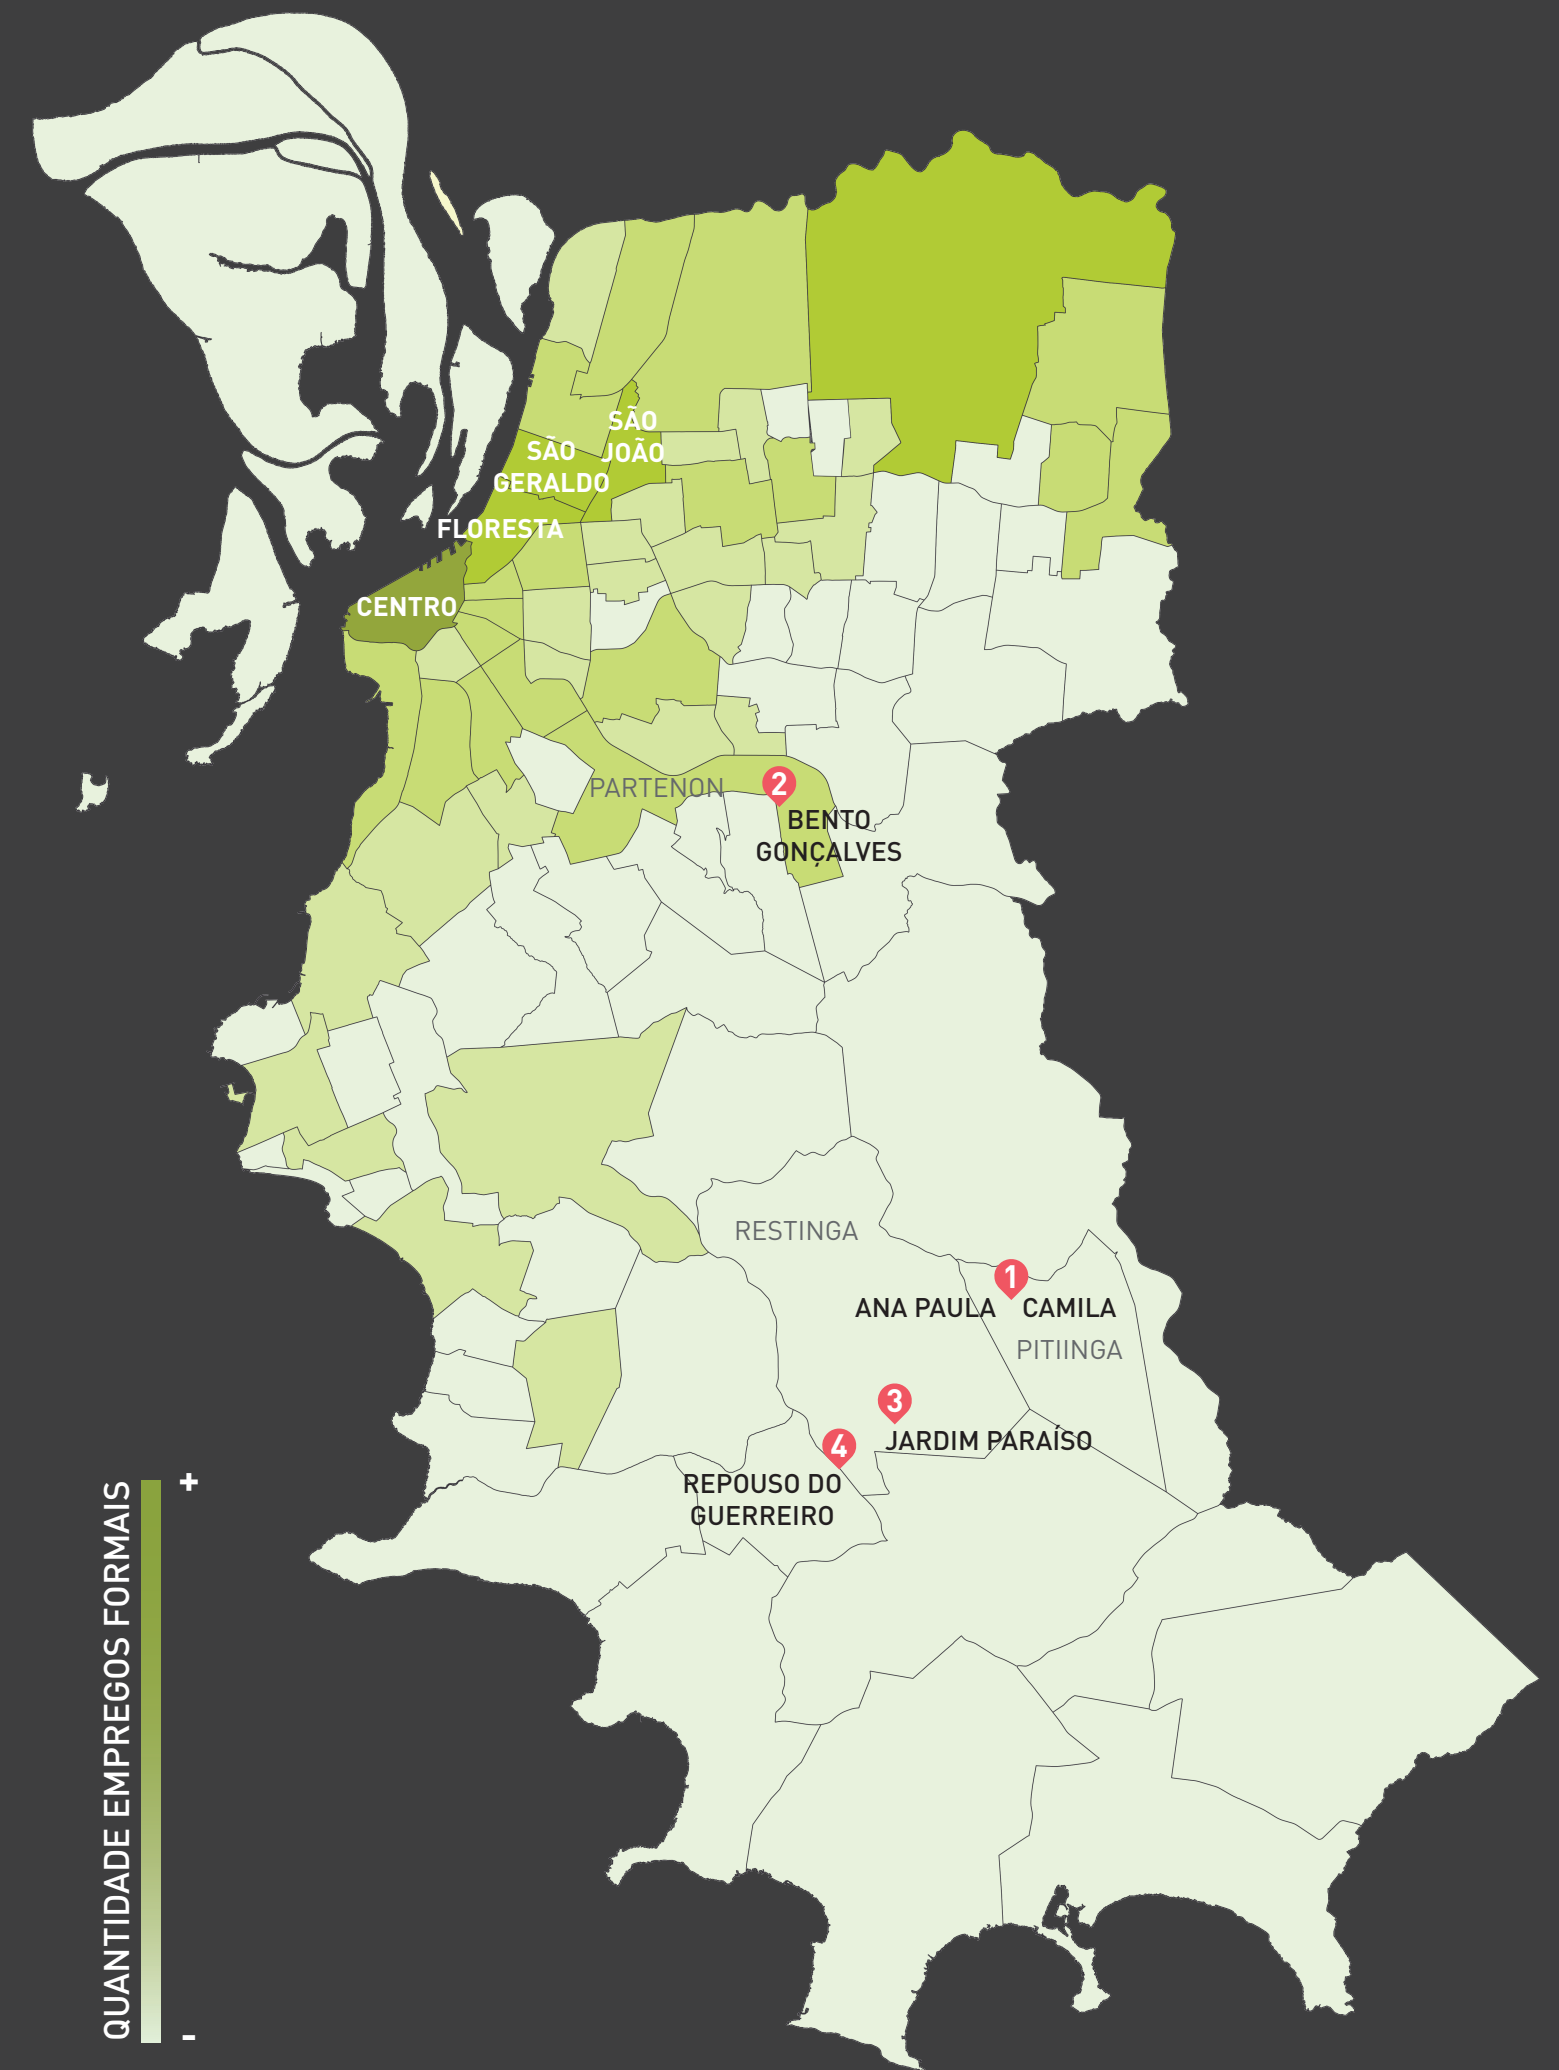 SÃO
JOÃO
SÃO
GERALDO
FLORESTA
CENTRO
PARTENON
2
BENTO
GONÇALVES
RESTINGA
1
ANA PAULA
CAMILA
PITIINGA
3
JARDIM PARAÍSO
4
REPOUSO DO
GUERREIRO
+
QUANTIDADE EMPREGOS FORMAIS
-